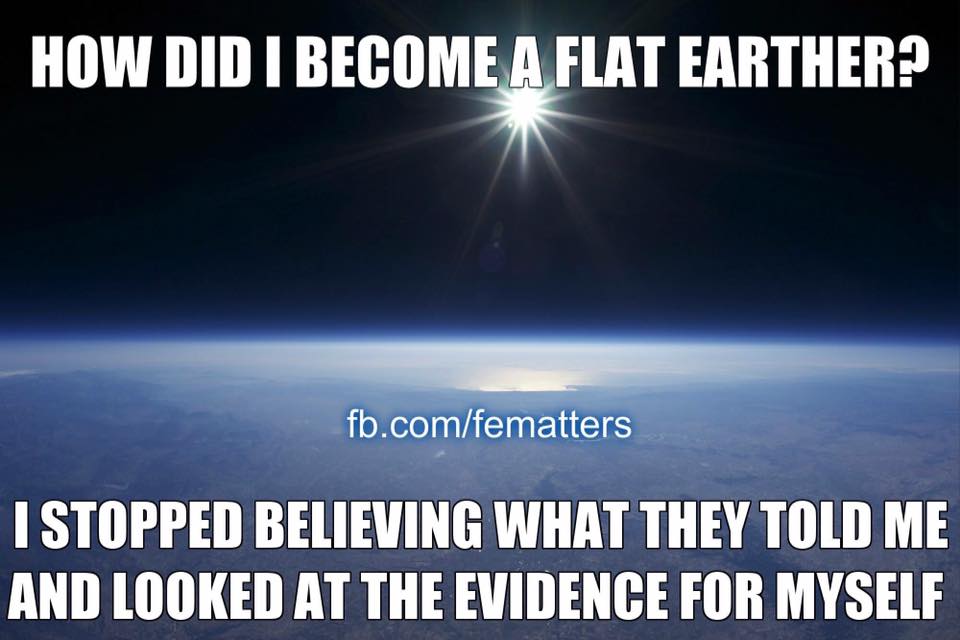 HOW DID I BECOME A FLAT EARTHER?
fb.com/fematters
I STOPPED BELIEVING WHAT THEY TOLD ME
AND LOOKED AT THE EVIDENCE FOR MYSELF